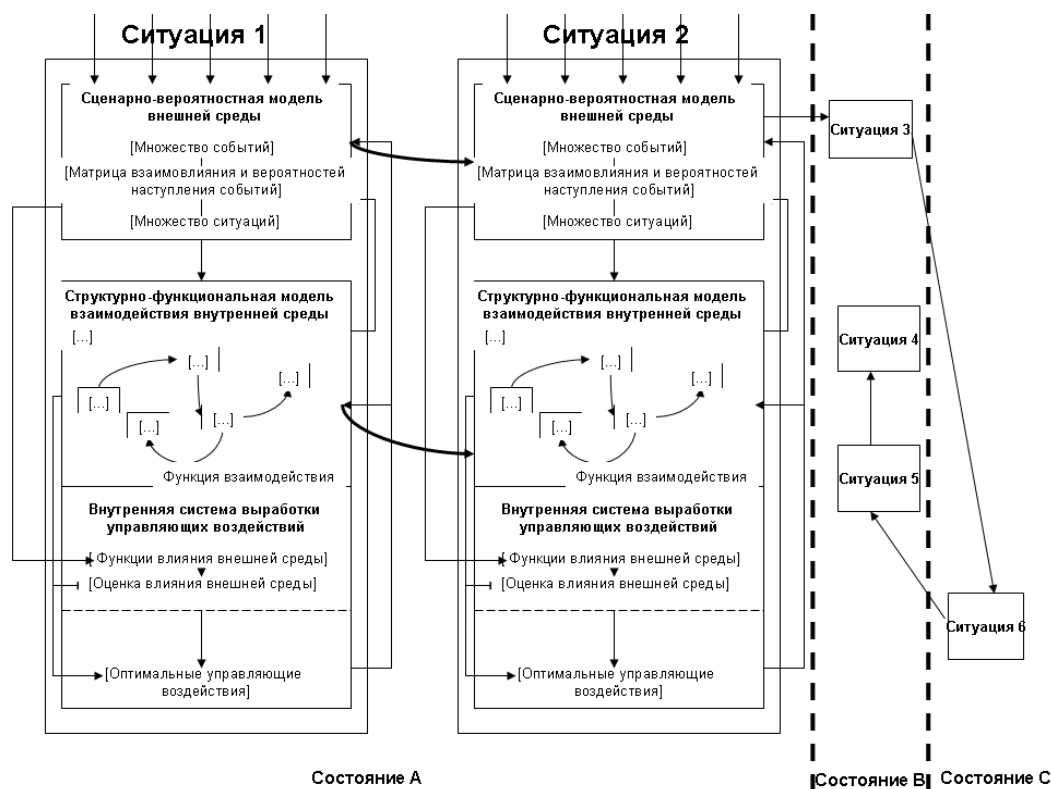 Ситуация 1
Сценарно-вероятностная модель
внешней среды
[Множество событий]
[Матрица взаимовлияния и вероятностей
наступления событий]
[Множество ситуаций]
Структурно-функциональная модель
взаимодействия внутренней среды
[...]
[...]
[...]
[...]
[...]
[...]
Функция взаимодействия
Внутренняя система выработки
управляющих воздействий
[ Функции влияния внешней среды]
[Оценка влияния внешней среды]
[Оптимальные управляющие
воздействия]
Ситуация 2
Сценарно-вероятностная модель
внешней среды
[Множество событий]
[Матрица взаимовлияния и вероятностей
наступления событий]
[Множество ситуаций]
Структурно-функциональная модель
взаимодействия внутренней среды
[...]
[...]
[...]
[...]
[...]
[...]
Функция взаимодействия
Внутренняя система выработки
управляющих воздействий
[ Функции влияния внешней среды]
[Оценка влияния внешней среды]
[Оптимальные управляющие
воздействия]
Ситуация 3
Ситуация 4
Ситуация 5
Ситуация 6
Состояние А
Состояние В
Состояние С